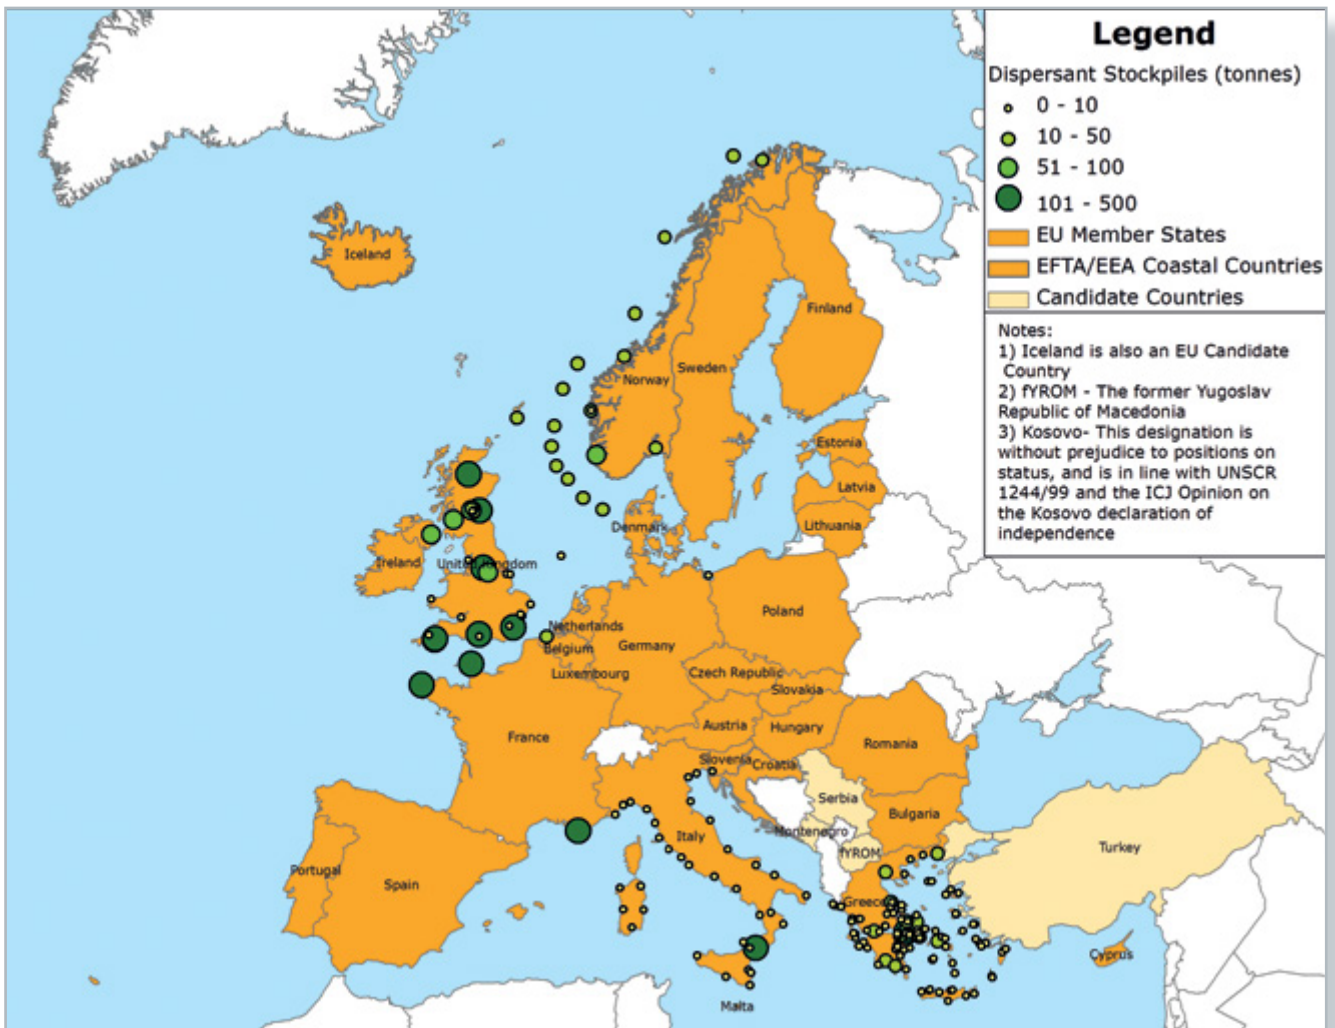 Legend
Dispersant Stockpiles (tonnes)
0 - 10
10 - 50
51 - 100
101 - 500
EU Member States
EFTA/EEA Coastal Countries
Candidate Countries
Notes:
1) Iceland is also an EU Candidate
Country
2) fYROM - The former Yugoslav
Republic of Macedonia
3) Kosovo- This designation is
without prejudice to positions on
status, and is in line with UNSCR
1244/99 and the ICJ Opinion on
the Kosovo declaration of
independence
Iceland
Finland
Sweden
Norway
Estonia
Latvia
Lithuania
Denmark
Ireland
United Kingdom
Poland
Netherlands
Belgium
Germany
Luxembourg
Czech Republic
Slovakia
Austria
Hungary
France
Romania
Slovenia
Croatia
Serbia
Bulgaria
Montenegro
Italy
fYROM
Turkey
Portugal
Spain
Greece
Cyprus
Malta